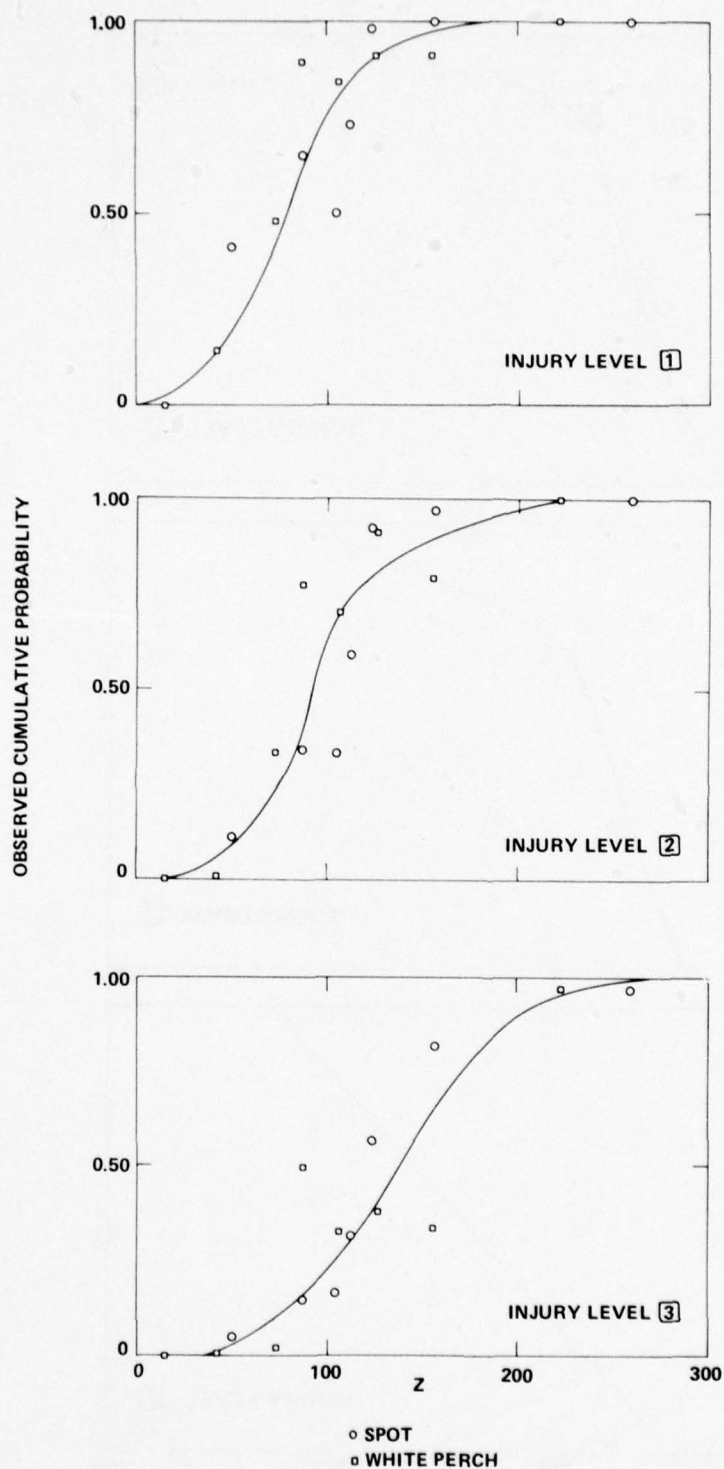 OBSERVED CUMULATIVE PROBABILITY
1.00
0.50
0
INJURY LEVEL 1
1.00
0.50
0
INJURY LEVEL 2
1.00
0.50
0
INJURY LEVEL 3
0 100 200 300
Z
○ SPOT
□ WHITE PERCH